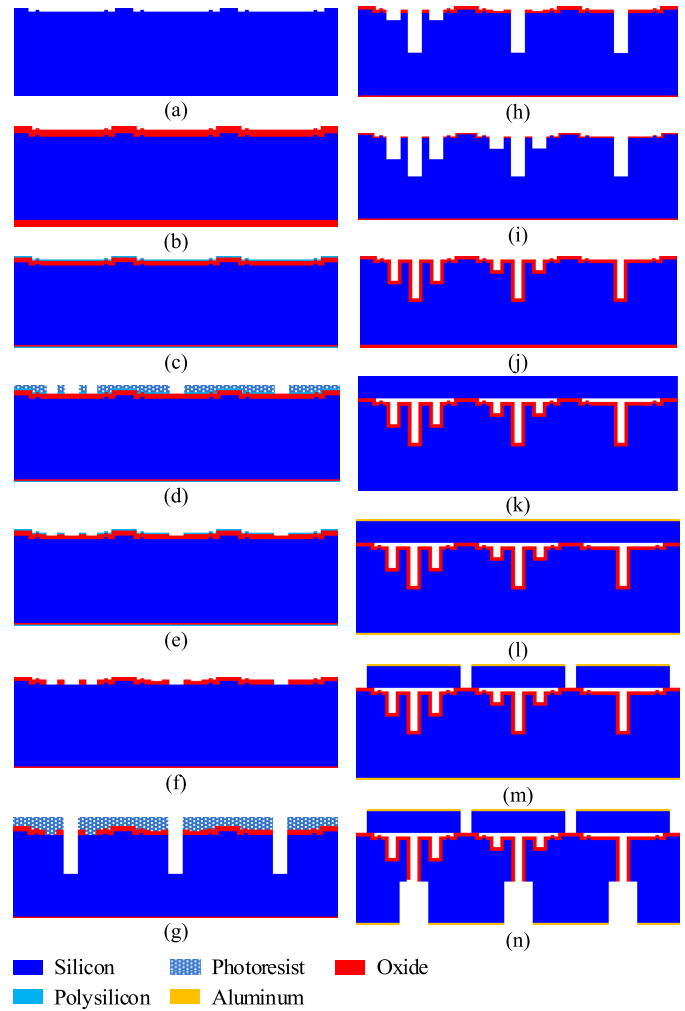 (a)
(b)
(c)
(d)
(e)
(f)
(g)
(h)
(i)
(j)
(k)
(l)
(m)
(n)
Silicon Photoresist Oxide
Polysilicon Aluminum